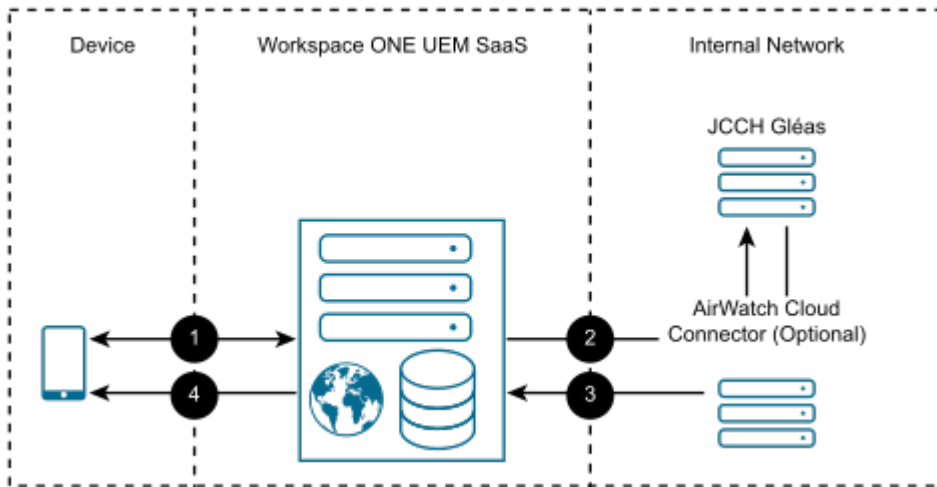 Device
Workspace ONE UEM SaaS
Internal Network
JCCH Gléas
AirWatch Cloud
Connector (Optional)
1
2
4
3